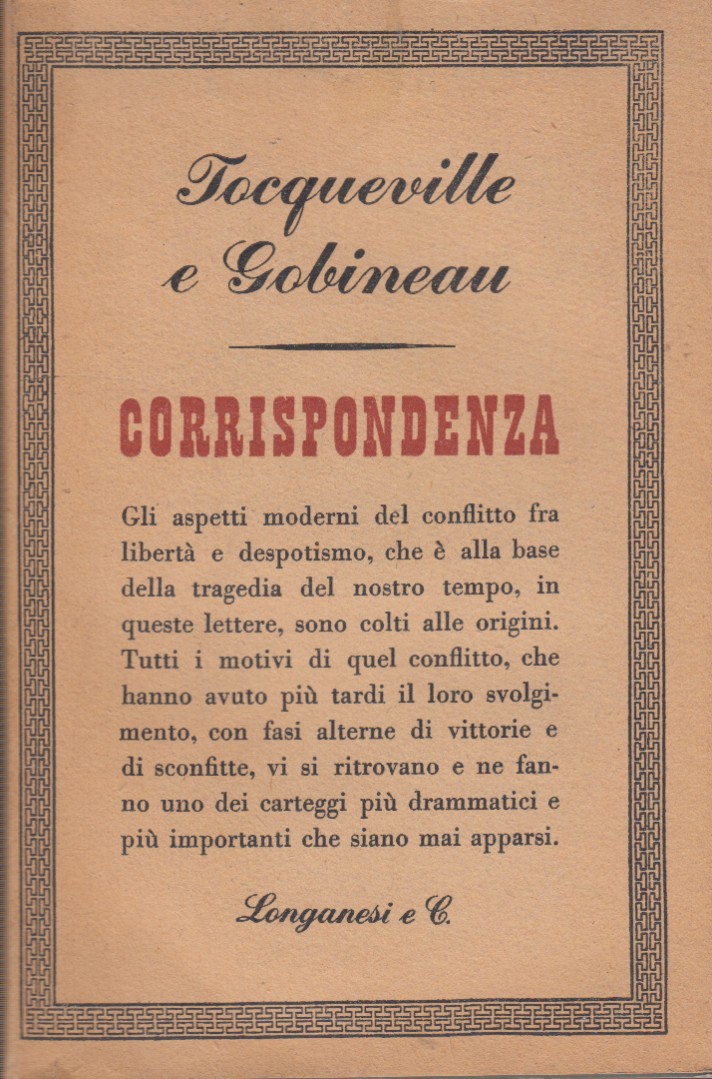 Tocqueville
e Gobineau
CORRISPONDENZA
Gli aspetti moderni del conflitto fra
libertà e despotismo, che è alla base
della tragedia del nostro tempo, in
queste lettere, sono colti alle origini.
Tutti i motivi di quel conflitto, che
hanno avuto più tardi il loro svolgi-
mento, con fasi alterne di vittorie e
di sconfitte, vi si ritrovano e ne fan-
no uno dei carteggi più drammatici e
più importanti che siano mai apparsi.
Longanesi e C.